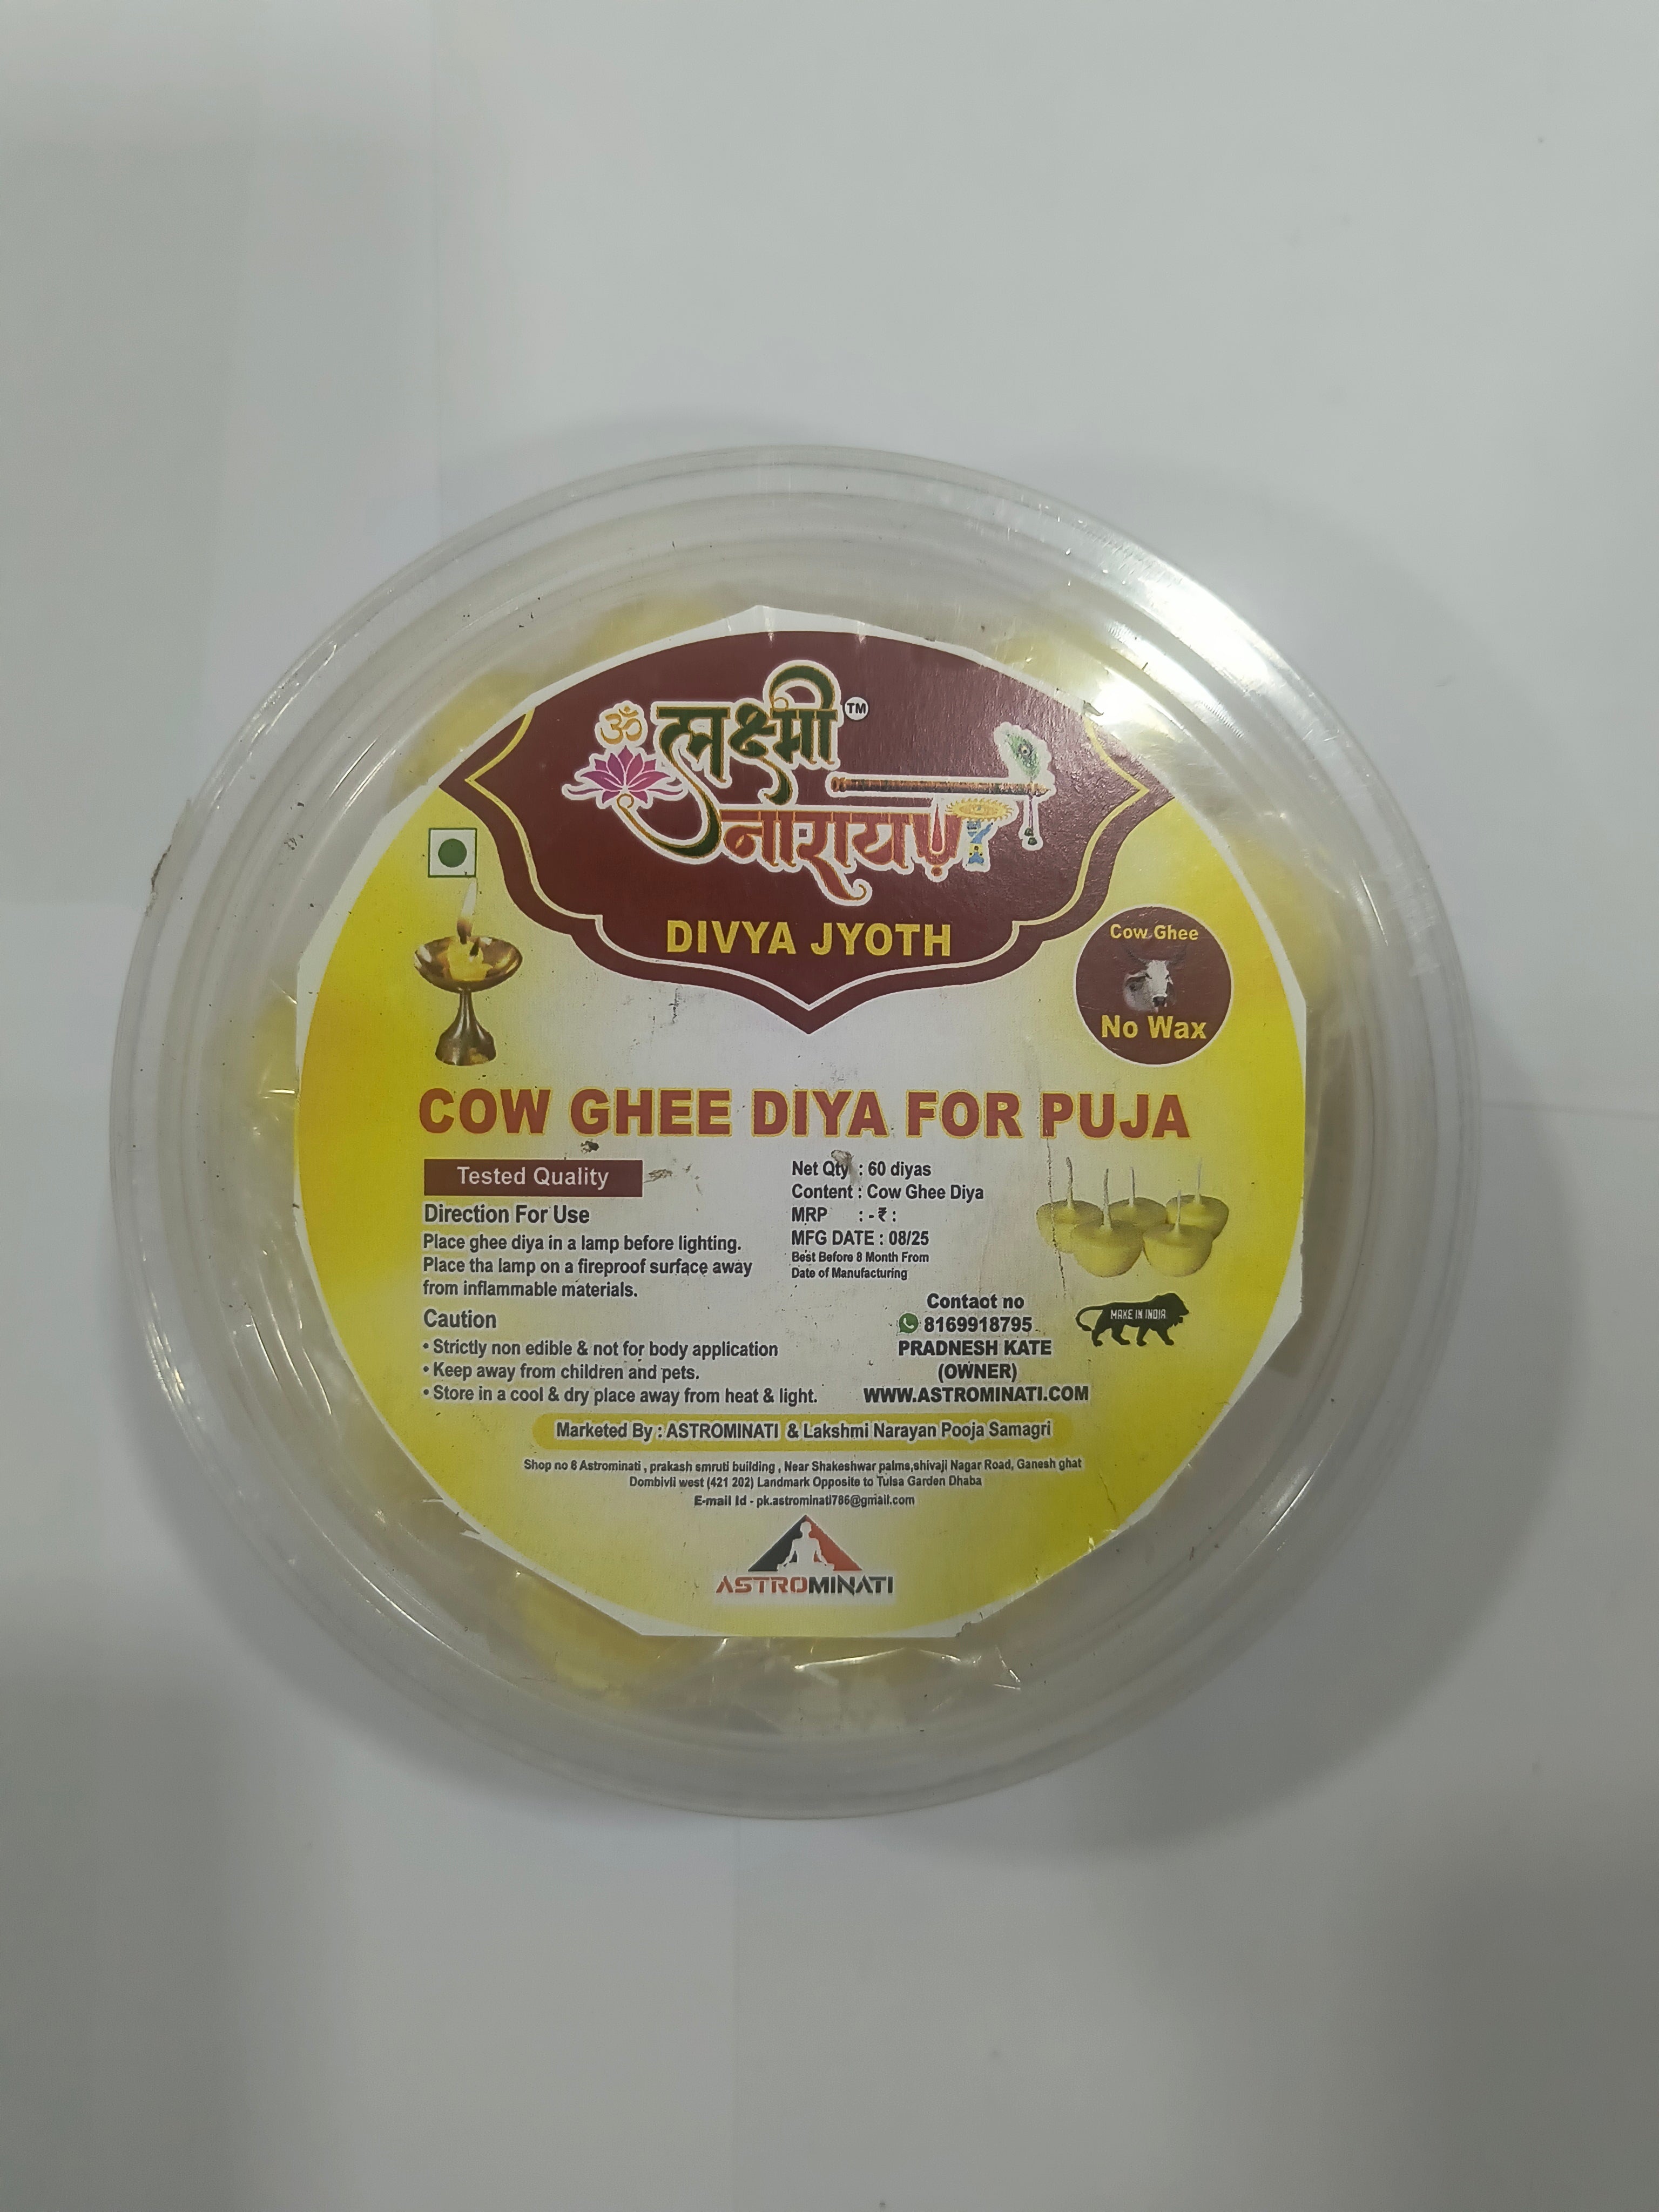 ॐ
लक्ष्मी
TM
नारायण
DIVYA JYOTH
Cow Ghee
No Wax
COW GHEE DIYA FOR PUJA
Tested Quality
Direction For Use
Place ghee diya in a lamp before lighting.
Place tha lamp on a fireproof surface away
from inflammable materials.
Caution
• Strictly non edible & not for body application
• Keep away from children and pets.
• Store in a cool & dry place away from heat & light.
Net Qty : 60 diyas
Content : Cow Ghee Diya
MRP : - ₹ :
MFG DATE : 08/25
Best Before 8 Month From
Date of Manufacturing
Contact no
8169918795
PRADNESH KATE
(OWNER)
WWW.ASTROMINATI.COM
MAKE IN INDIA
Marketed By : ASTROMINATI & Lakshmi Narayan Pooja Samagri
Shop no 8 Astrominati , prakash smruti building , Near Shakeshwar palms,shivaji Nagar Road, Ganesh ghat
Dombivli west (421 202) Landmark Opposite to Tulsa Garden Dhaba
E-mail Id - pk.astrominati786@gmail.com
ASTROMINATI